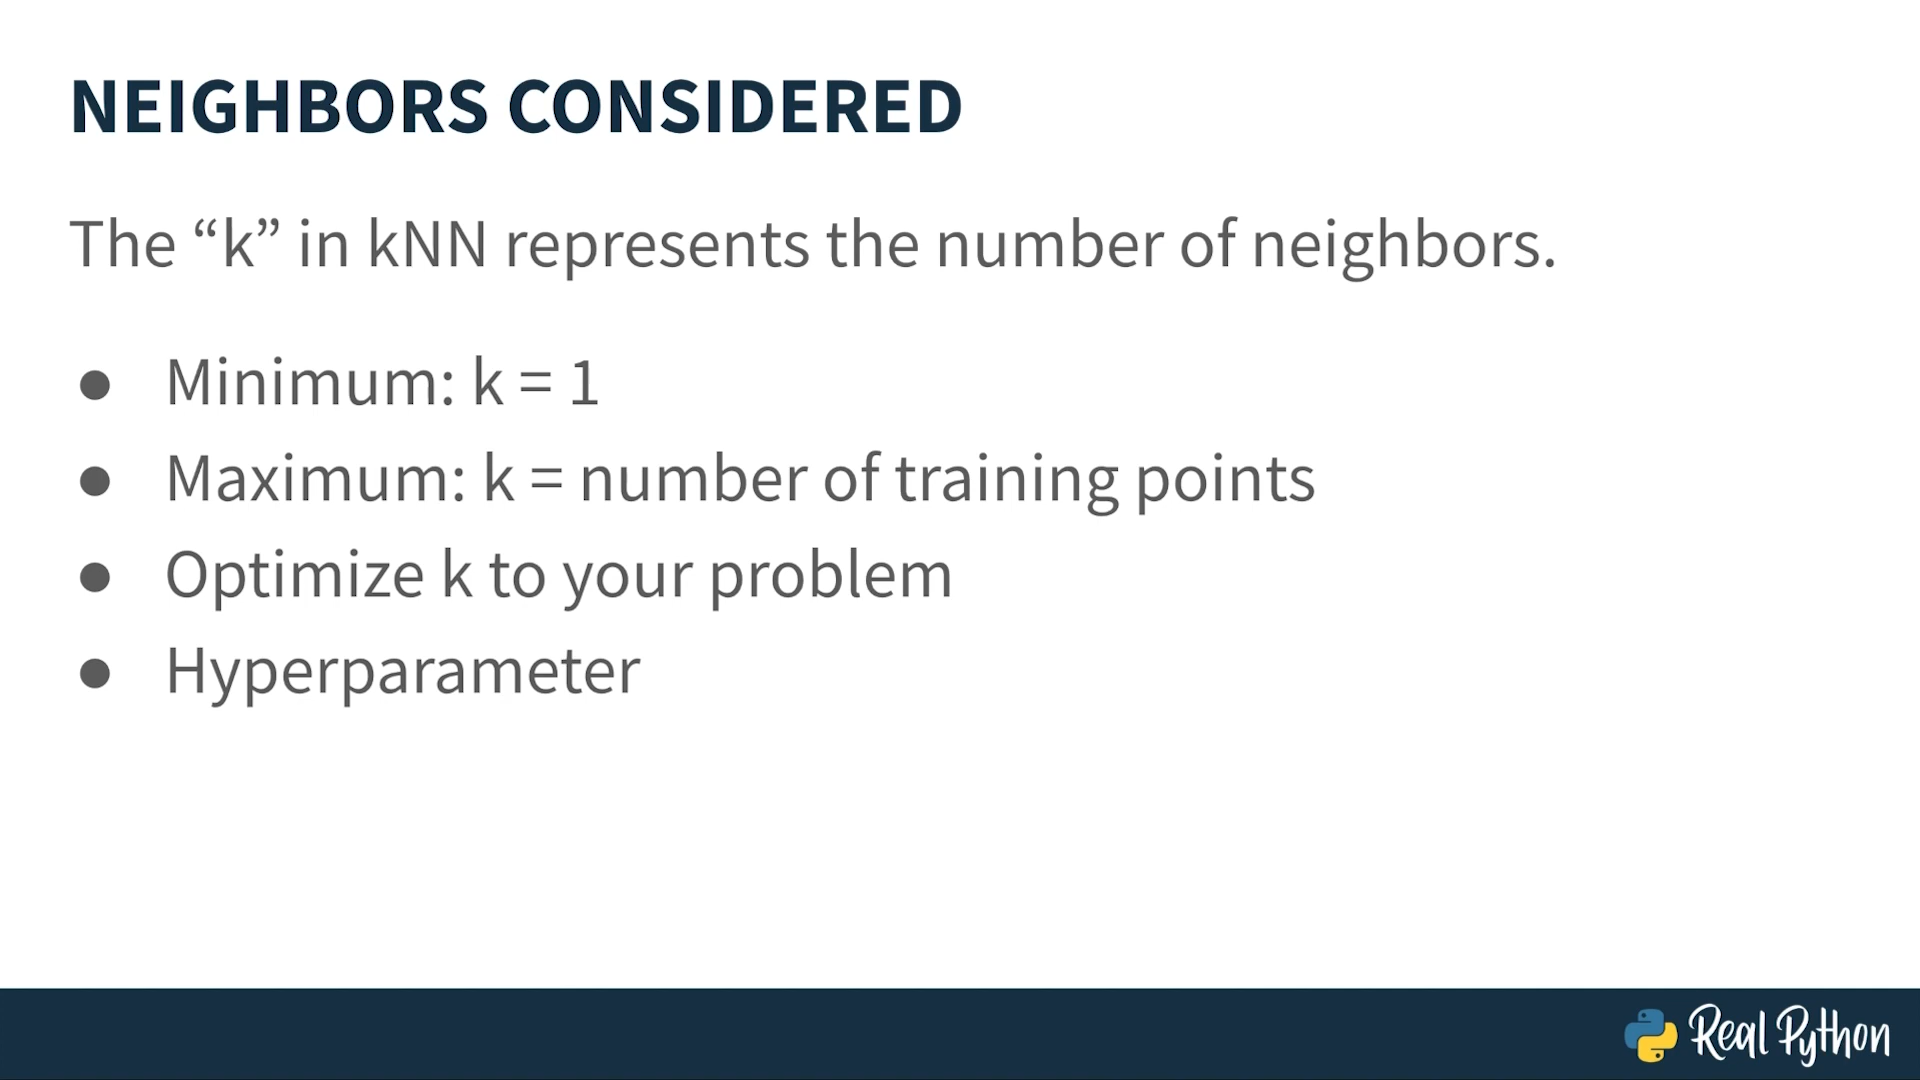 NEIGHBORS CONSIDERED
The “k” in kNN represents the number of neighbors.
● Minimum: k = 1
● Maximum: k = number of training points
● Optimize k to your problem
● Hyperparameter
Real Python